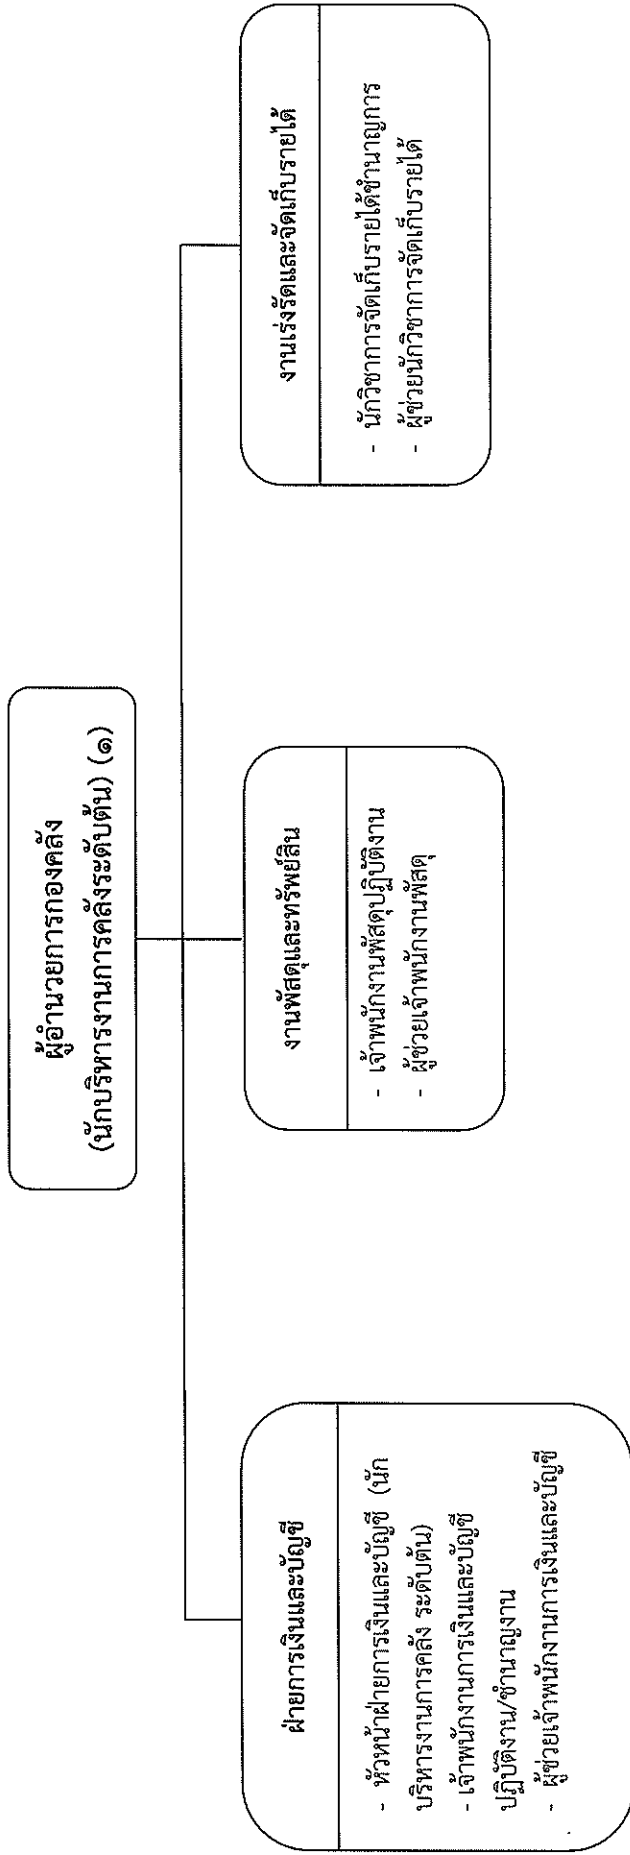 ผู้อำนวยการกองคลัง
(นักบริหารงานการคลังระดับต้น) (๑)
ฝ่ายการเงินและบัญชี
- หัวหน้าฝ่ายการเงินและบัญชี (นัก
บริหารงานการคลัง ระดับต้น)
- เจ้าพนักงานการเงินและบัญชี
ปฏิบัติงาน/ชำนาญงาน
- ผู้ช่วยเจ้าพนักงานการเงินและบัญชี
งานพัสดุและทรัพย์สิน
- เจ้าพนักงานพัสดุปฏิบัติงาน
- ผู้ช่วยเจ้าพนักงานพัสดุ
งานเร่งรัดและจัดเก็บรายได้
- นักวิชาการจัดเก็บรายได้ชำนาญการ
- ผู้ช่วยนักวิชาการจัดเก็บรายได้